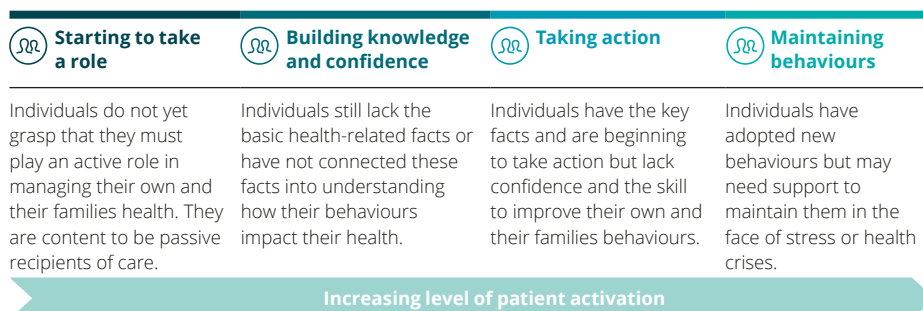 Starting to take
a role
Individuals do not yet
grasp that they must
play an active role in
managing their own and
their families health. They
are content to be passive
recipients of care.
Building knowledge
and confidence
Individuals still lack the
basic health-related facts or
have not connected these
facts into understanding
how their behaviours
impact their health.
Taking action
Individuals have the key
facts and are beginning
to take action but lack
confidence and the skill
to improve their own and
their families behaviours.
Maintaining
behaviours
Individuals have
adopted new
behaviours but may
need support to
maintain them in the
face of stress or health
crises.
Increasing level of patient activation